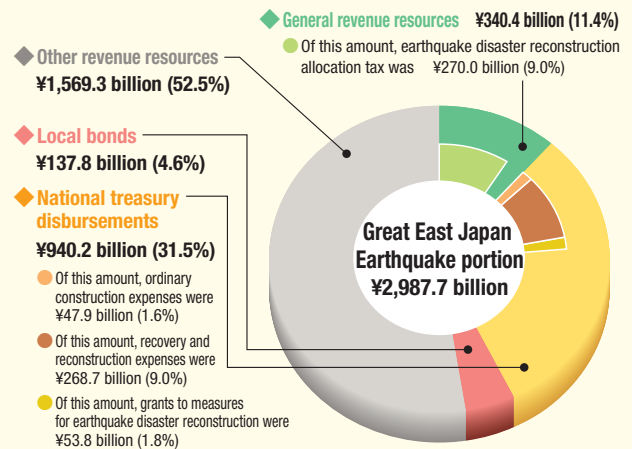 General revenue resources ¥340.4 billion (11.4%)
Of this amount, earthquake disaster reconstruction
allocation tax was ¥270.0 billion (9.0%)
Other revenue resources
¥1,569.3 billion (52.5%)
Local bonds
¥137.8 billion (4.6%)
National treasury
disbursements
¥940.2 billion (31.5%)
Of this amount, ordinary
construction expenses were
¥47.9 billion (1.6%)
Of this amount, recovery and
reconstruction expenses were
¥268.7 billion (9.0%)
Of this amount, grants to measures
for earthquake disaster reconstruction were
¥53.8 billion (1.8%)
Great East Japan
Earthquake portion
¥2,987.7 billion